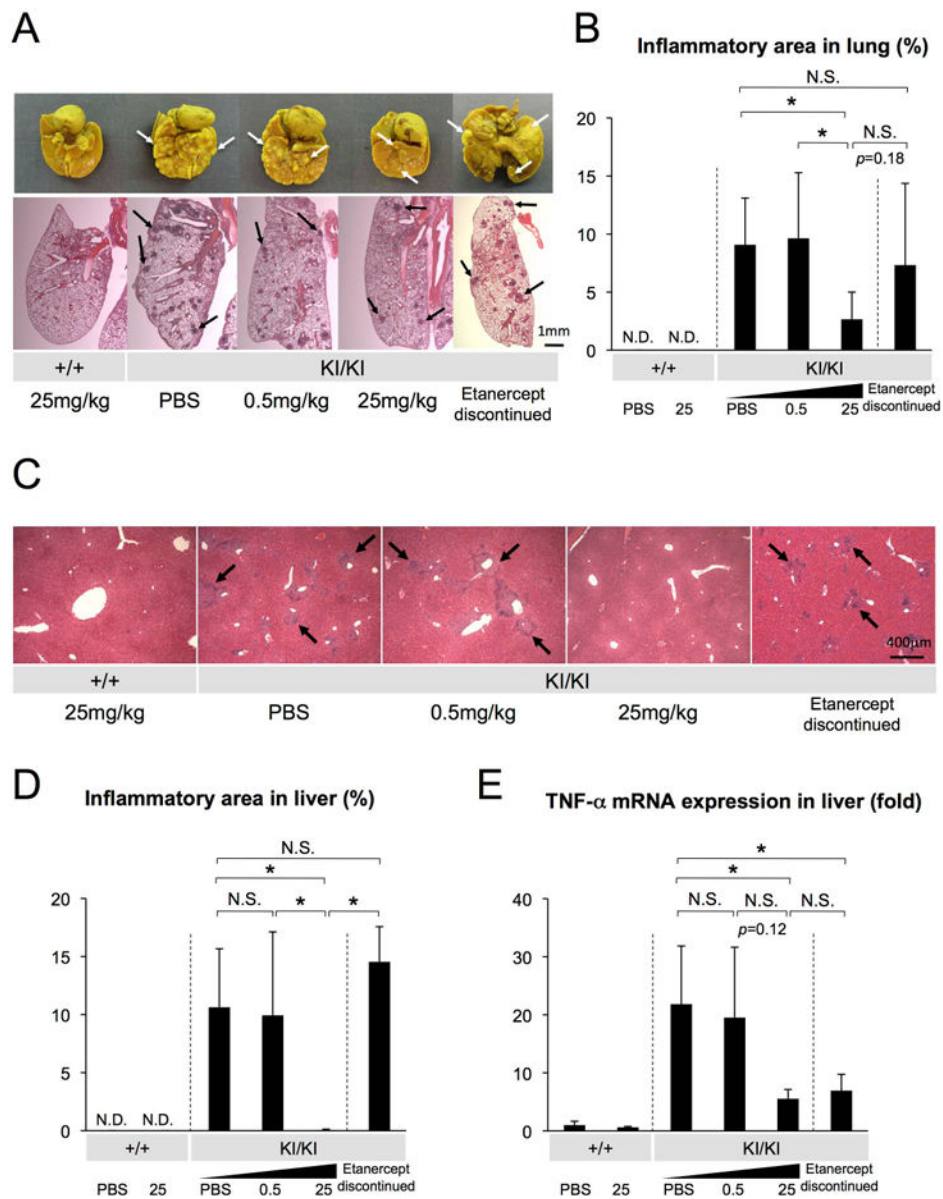 A
1mm
+/+
KI/KI
25mg/kg
PBS
0.5mg/kg
25mg/kg
Etanercept
discontinued
B
Inflammatory area in lung (%)
N.S.
*
*
N.S.
p=0.18
20
15
10
5
0
N.D.
N.D.
+/+
KI/KI
PBS
25
PBS
0.5
25
Etanercept
discontinued
C
400μm
+/+
KI/KI
25mg/kg
PBS
0.5mg/kg
25mg/kg
Etanercept
discontinued
D
Inflammatory area in liver (%)
N.S.
*
N.S.
*
*
20
15
10
5
0
N.D.
N.D.
+/+
KI/KI
PBS
25
PBS
0.5
25
Etanercept
discontinued
E
TNF-α mRNA expression in liver (fold)
*
*
N.S.
N.S.
N.S.
p=0.12
40
30
20
10
0
+/+
KI/KI
PBS
25
PBS
0.5
25
Etanercept
discontinued